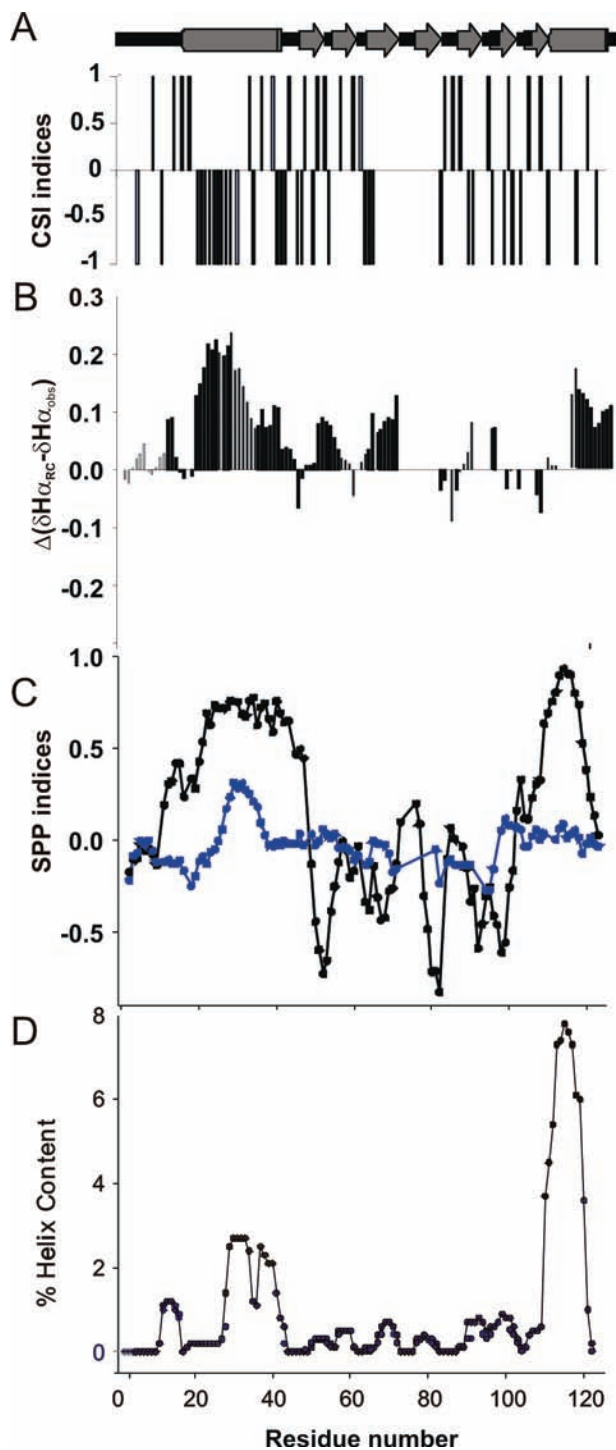 A
CSI indices
1
0.5
0
-0.5
-1
B
Δ(δHα_RC-δHα_obs)
0.3
0.2
0.1
0.0
-0.1
-0.2
C
SPP indices
1.0
0.5
0.0
-0.5
D
% Helix Content
8
6
4
2
0
0 20 40 60 80 100 120
Residue number